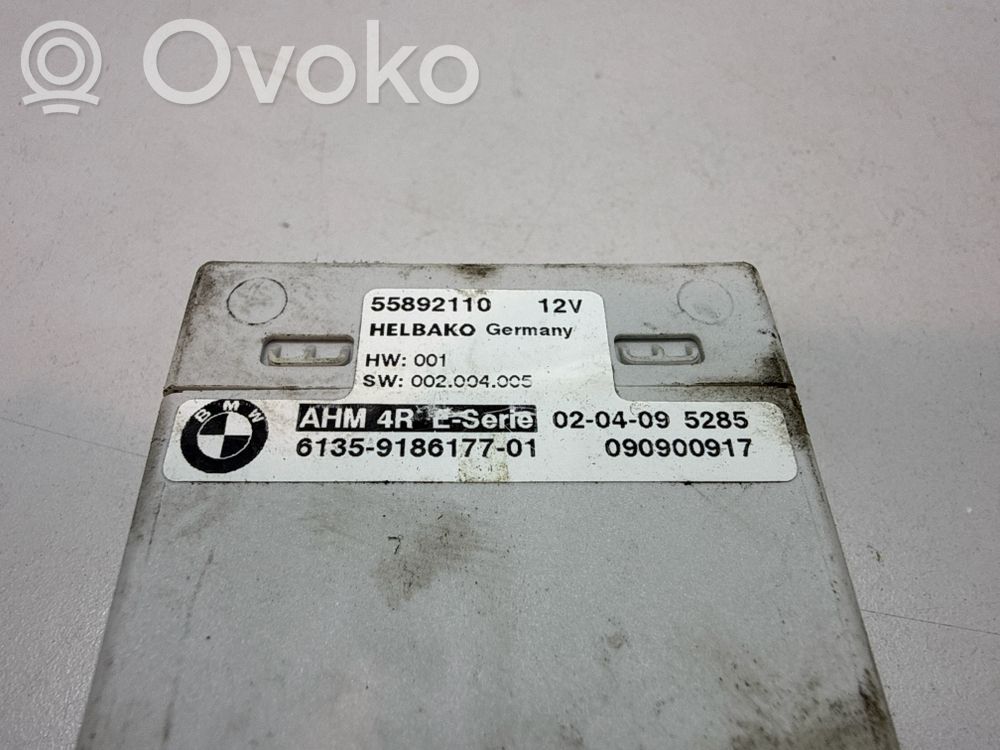 Ovoko
55892110 12V
HELBAKO Germany
HW: 001
SW: 002.004.005
BMW AHM 4R E-Serie 02-04-09 5285
6135-9186177-01 090900917